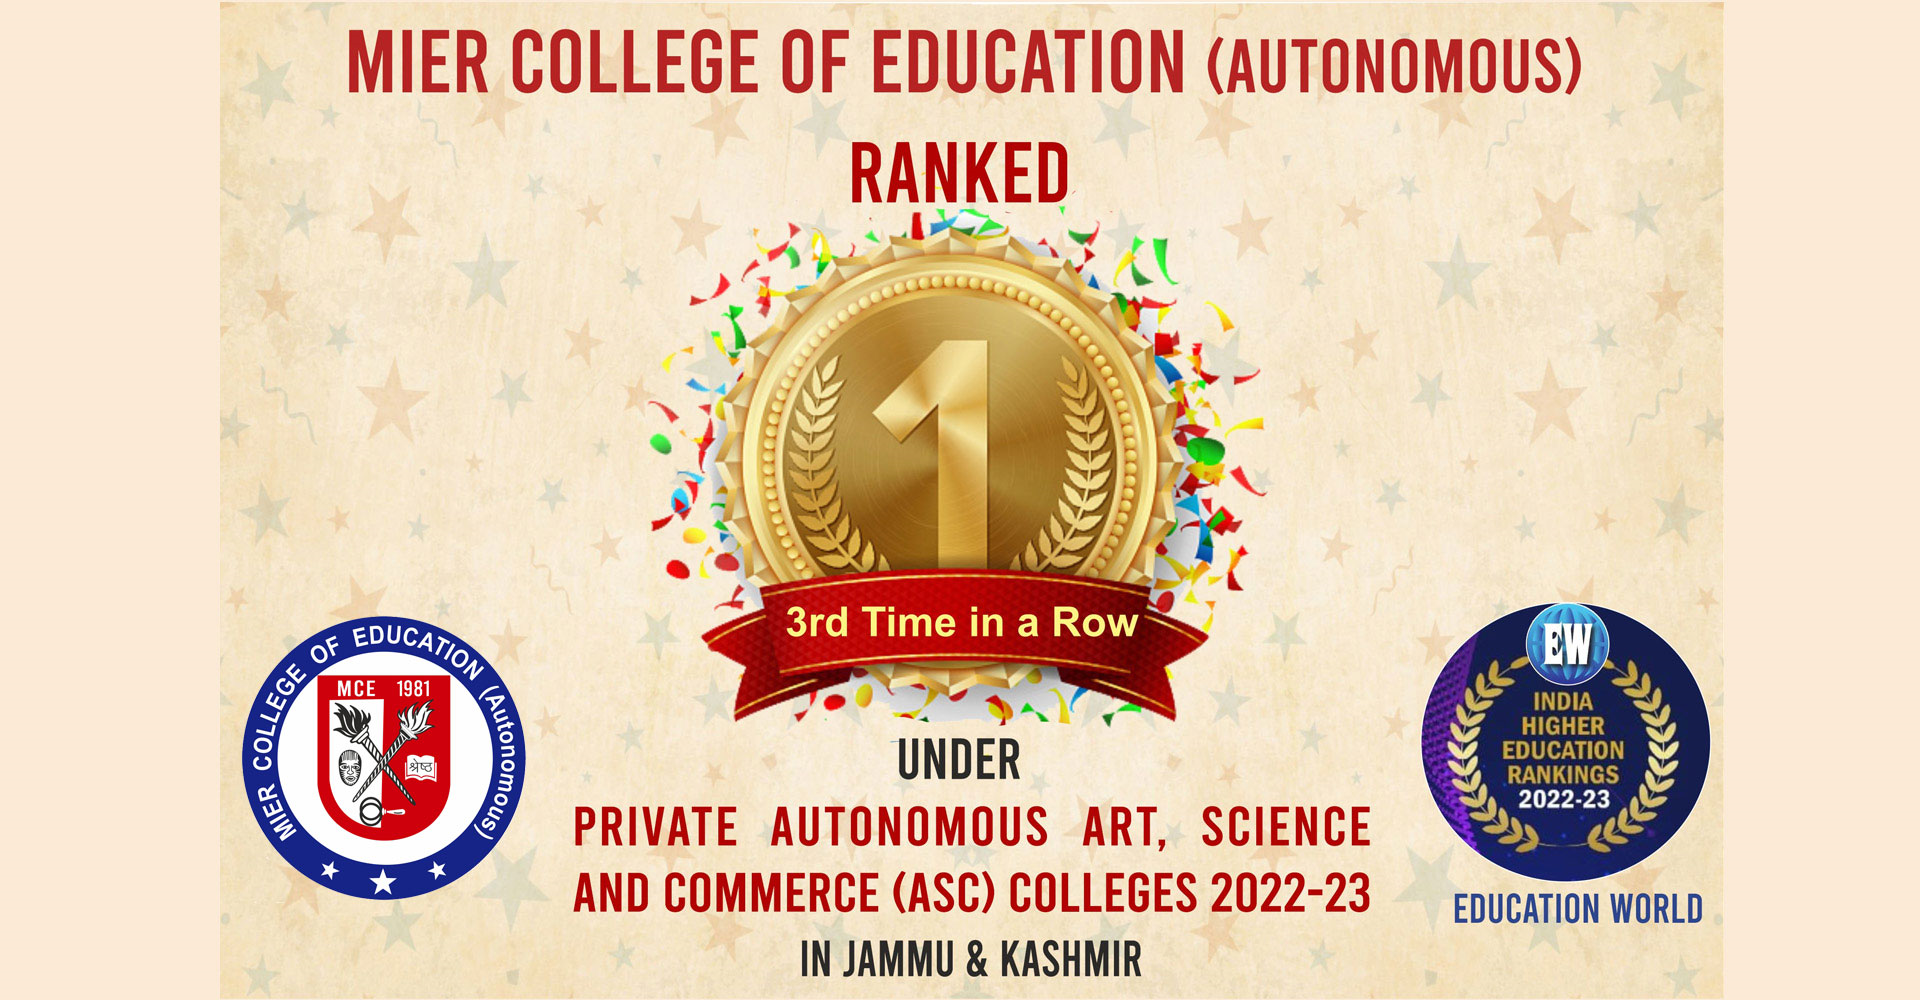 MIER COLLEGE OF EDUCATION (AUTONOMOUS)
RANKED
1
3rd Time in a Row
UNDER
PRIVATE AUTONOMOUS ART, SCIENCE
AND COMMERCE (ASC) COLLEGES 2022-23
IN JAMMU & KASHMIR
MIER COLLEGE OF EDUCATION (Autonomous)
MCE 1981
श्रेष्ठ
EW
INDIA
HIGHER
EDUCATION
RANKINGS
2022-23
EDUCATION WORLD